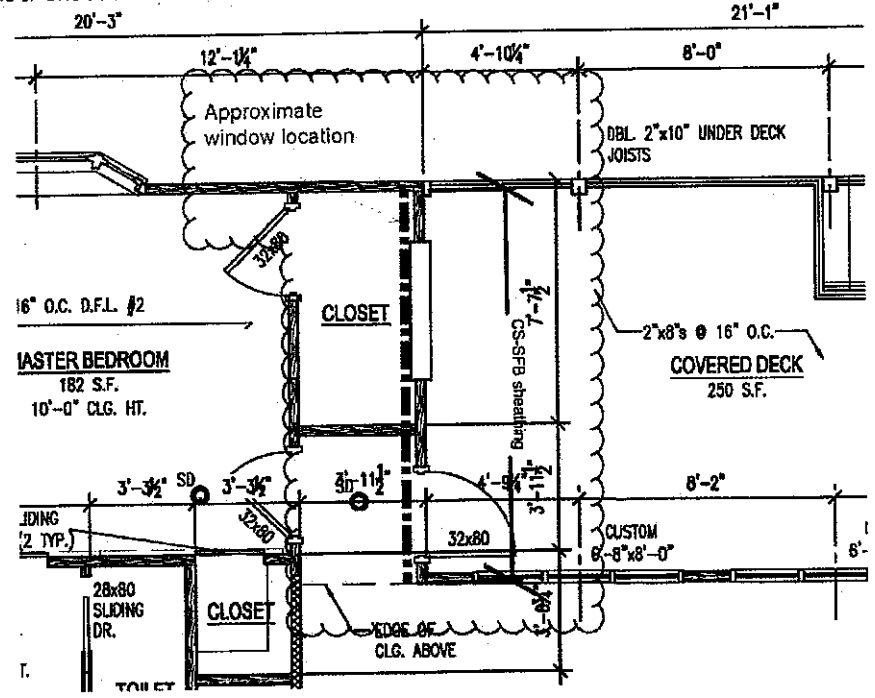 20'-3"
21'-1"
12'-1¼"
4'-10¼"
8'-0"
Approximate
window location
DBL. 2"x10" UNDER DECK
JOISTS
32x80
16" O.C. D.F.L. #2
CLOSET
7'-7½"
CS-SFB sheathing
2"x8"s @ 16" O.C.
MASTER BEDROOM
182 S.F.
10'-0" CLG. HT.
COVERED DECK
250 S.F.
3'-3½"
SD
3'-3½"
3'-11½"
SD
3'-11½"
8'-2"
32x80
32x80
(2 TYP.)
CUSTOM
6'-8"x8'-0"
28x80
SLIDING
DR.
CLOSET
EDGE OF
CLG. ABOVE
T.
TOILET